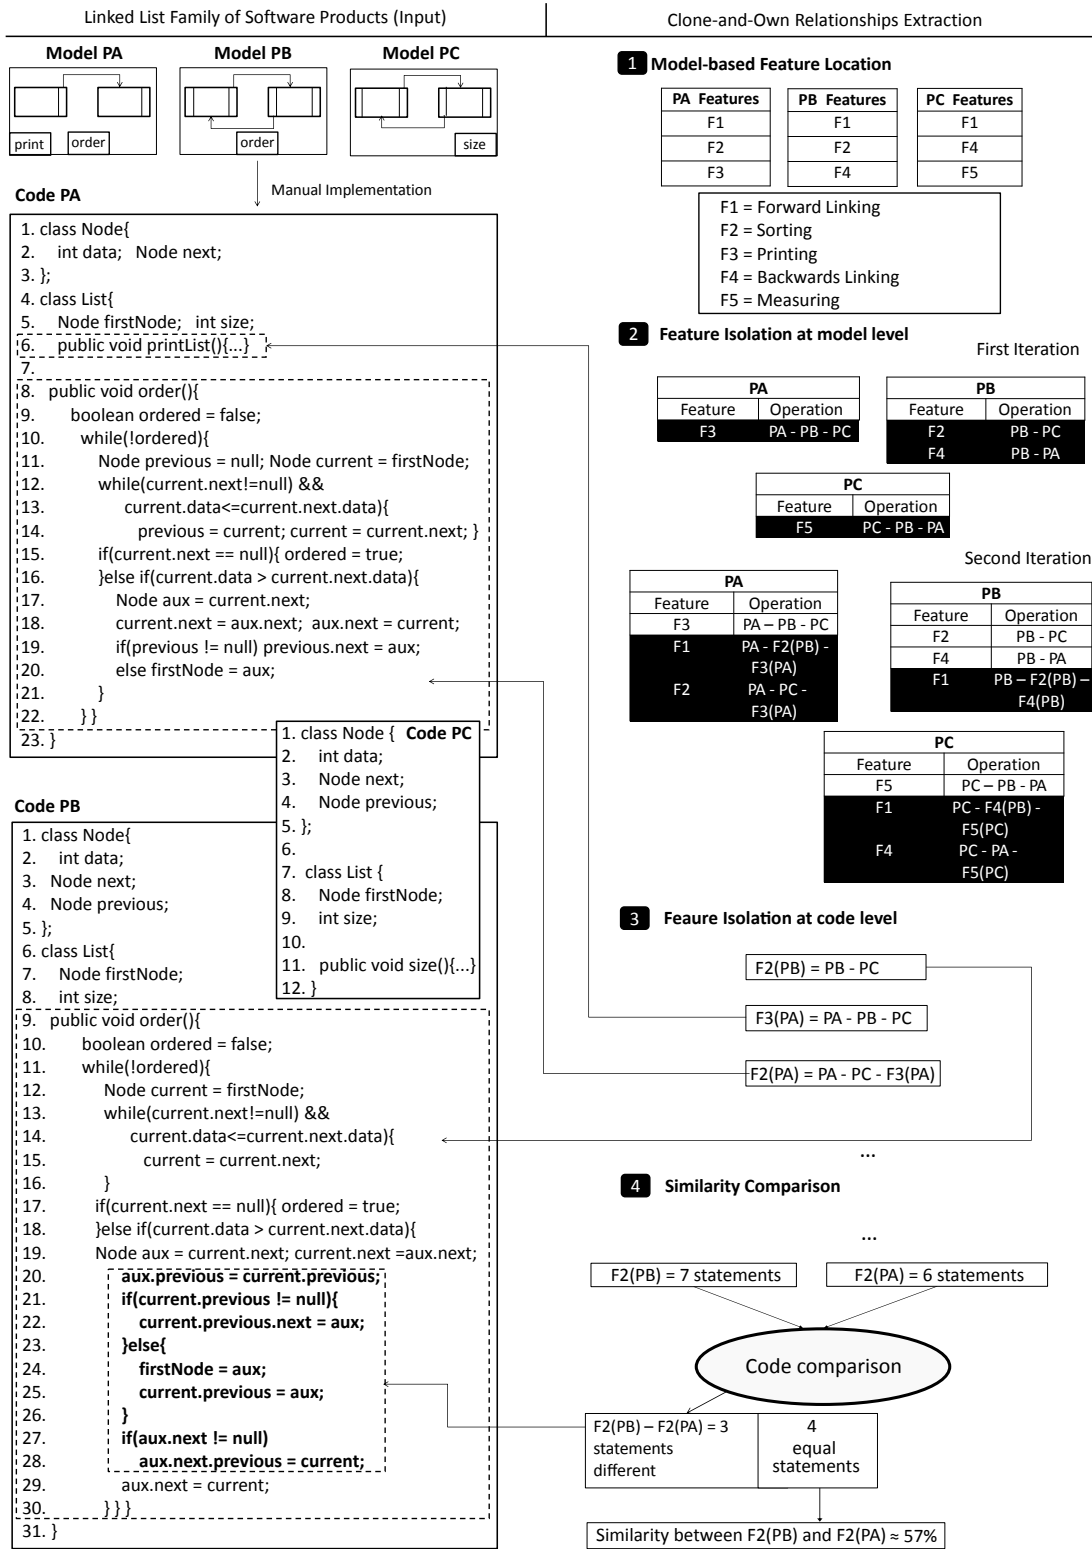 Linked List Family of Software Products (Input)
Clone-and-Own Relationships Extraction
Model PA
Model PB
Model PC
print
order
order
size
Manual Implementation
Code PA
1. class Node{
2. int data; Node next;
3. };
4. class List{
5. Node firstNode; int size;
6. public void printList(){...}
7.
8. public void order(){
9. boolean ordered = false;
10. while(!ordered){
11. Node previous = null; Node current = firstNode;
12. while(current.next!=null) &&
13. current.data<=current.next.data){
14. previous = current; current = current.next; }
15. if(current.next == null){ ordered = true;
16. }else if(current.data > current.next.data){
17. Node aux = current.next;
18. current.next = aux.next; aux.next = current;
19. if(previous != null) previous.next = aux;
20. else firstNode = aux;
21. }
22. } }
23. }
1. class Node { Code PC
2. int data;
3. Node next;
4. Node previous;
5. };
6.
7. class List {
8. Node firstNode;
9. int size;
10.
11. public void size(){...}
12. }
Code PB
1. class Node{
2. int data;
3. Node next;
4. Node previous;
5. };
6. class List{
7. Node firstNode;
8. int size;
9. public void order(){
10. boolean ordered = false;
11. while(!ordered){
12. Node current = firstNode;
13. while(current.next!=null) &&
14. current.data<=current.next.data){
15. current = current.next;
16. }
17. if(current.next == null){ ordered = true;
18. }else if(current.data > current.next.data){
19. Node aux = current.next; current.next =aux.next;
20. aux.previous = current.previous;
21. if(current.previous != null){
22. current.previous.next = aux;
23. }else{
24. firstNode = aux;
25. current.previous = aux;
26. }
27. if(aux.next != null)
28. aux.next.previous = current;
29. aux.next = current;
30. } } }
31. }
1 Model-based Feature Location
PA Features PB Features PC Features
F1 F1 F1
F2 F2 F4
F3 F4 F5
F1 = Forward Linking
F2 = Sorting
F3 = Printing
F4 = Backwards Linking
F5 = Measuring
2 Feature Isolation at model level
First Iteration
PA
Feature Operation
F3 PA - PB - PC
PB
Feature Operation
F2 PB - PC
F4 PB - PA
PC
Feature Operation
F5 PC - PB - PA
Second Iteration
PA
Feature Operation
F3 PA – PB - PC
F1 PA - F2(PB) -
F3(PA)
F2 PA - PC -
F3(PA)
PB
Feature Operation
F2 PB - PC
F4 PB - PA
F1 PB – F2(PB) –
F4(PB)
PC
Feature Operation
F5 PC – PB - PA
F1 PC - F4(PB) -
F5(PC)
F4 PC - PA -
F5(PC)
3 Feaure Isolation at code level
F2(PB) = PB - PC
F3(PA) = PA - PB - PC
F2(PA) = PA - PC - F3(PA)
...
4 Similarity Comparison
...
F2(PB) = 7 statements
F2(PA) = 6 statements
Code comparison
F2(PB) – F2(PA) = 3
statements
different
4
equal
statements
Similarity between F2(PB) and F2(PA) ≈ 57%